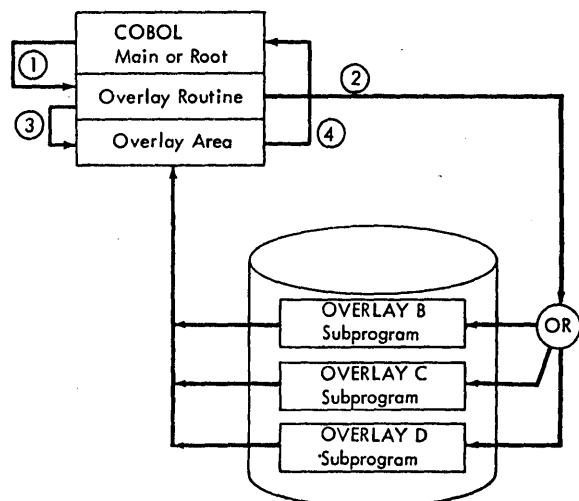 COBOL
Main or Root
1
2
Overlay Routine
3
Overlay Area
4
OVERLAY B
Subprogram
OR
OVERLAY C
Subprogram
OVERLAY D
Subprogram